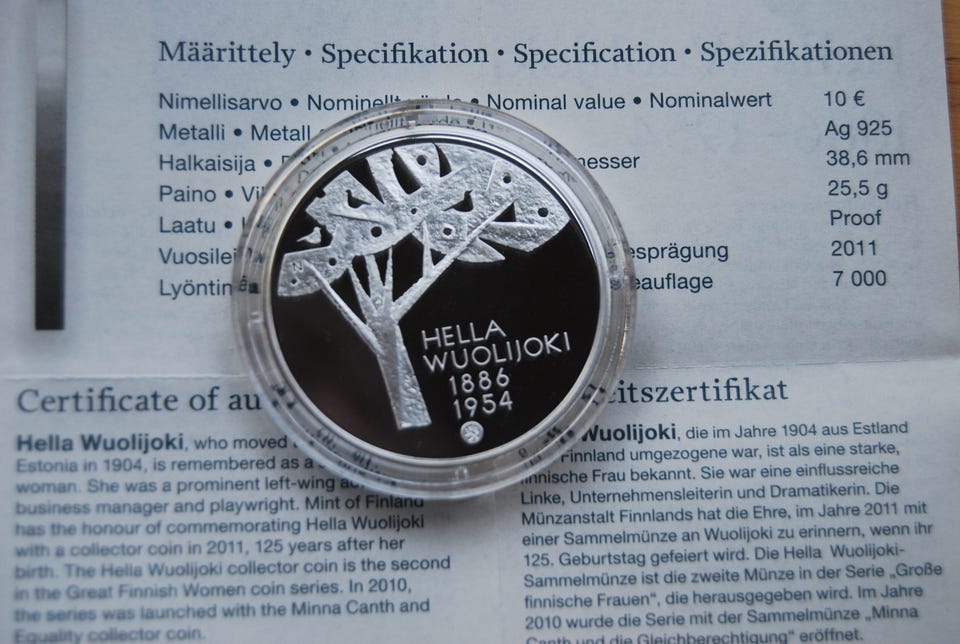 Määrittely • Specifikation • Specification • Spezifikationen
Nimellisarvo • Nominellt • Nominal value • Nominalwert 10 €
Metalli • Metall Ag 925
Halkaisija • messer 38,6 mm
Paino • 25,5 g
Laatu • Proof
esprägung 2011
eauflage 7 000
HELLA
WUOLIJOKI
1886
1954
Certificate of au
Hella Wuolijoki, who moved
Estonia in 1904, is remembered as a
woman. She was a prominent left-wing
business manager and playwright. Mint of Finland
has the honour of commemorating Hella Wuolijoki
with a collector coin in 2011, 125 years after her
birth. The Hella Wuolijoki collector coin is the second
in the Great Finnish Women coin series. In 2010,
the series was launched with the Minna Canth and
Equality collector coin.
eitszertifikat
Wuolijoki, die im Jahre 1904 aus Estland
Finnland umgezogene war, ist als eine starke,
finnische Frau bekannt. Sie war eine einflussreiche
Linke, Unternehmensleiterin und Dramatikerin. Die
Münzanstalt Finnlands hat die Ehre, im Jahre 2011 mit
einer Sammelmünze an Wuolijoki zu erinnern, wenn ihr
125. Geburtstag gefeiert wird. Die Hella Wuolijoki-
Sammelmünze ist die zweite Münze in der Serie „Große
finnische Frauen“, die herausgegeben wird. Im Jahre
2010 wurde die Serie mit der Sammelmünze „Minna
Canth und die Gleichberechtigung“ eröffnet.